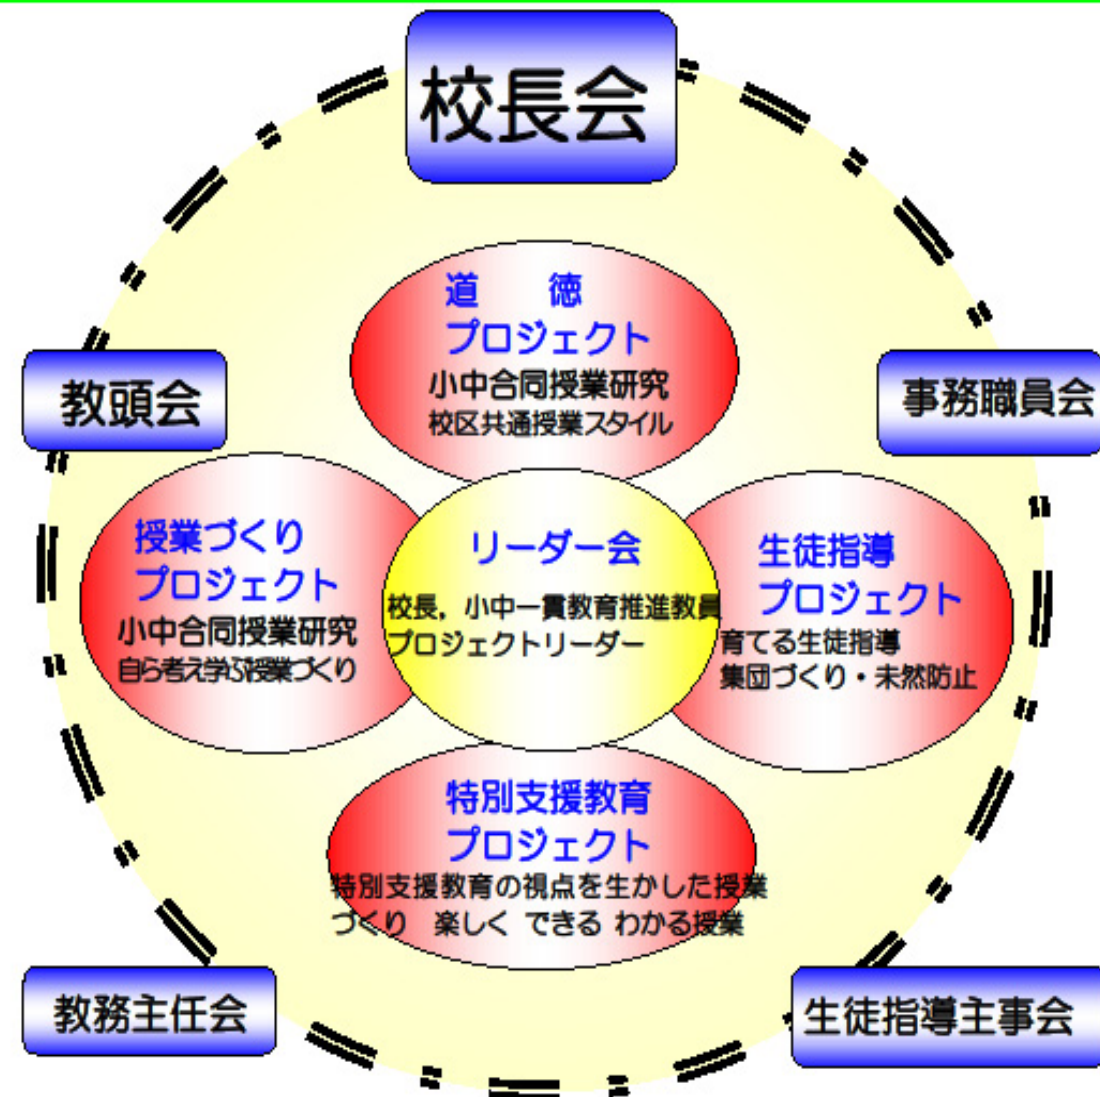 校長会
道　　徳
プロジェクト
小中合同授業研究
校区共通授業スタイル
教頭会
事務職員会
授業づくり
プロジェクト
小中合同授業研究
自ら考え学ぶ授業づくり
リーダー会
校長，小中一貫教育推進教員
プロジェクトリーダー
生徒指導
プロジェクト
育てる生徒指導
集団づくり・未然防止
特別支援教育
プロジェクト
特別支援教育の視点を生かした授業
づくり　楽しく できる わかる授業
教務主任会
生徒指導主事会